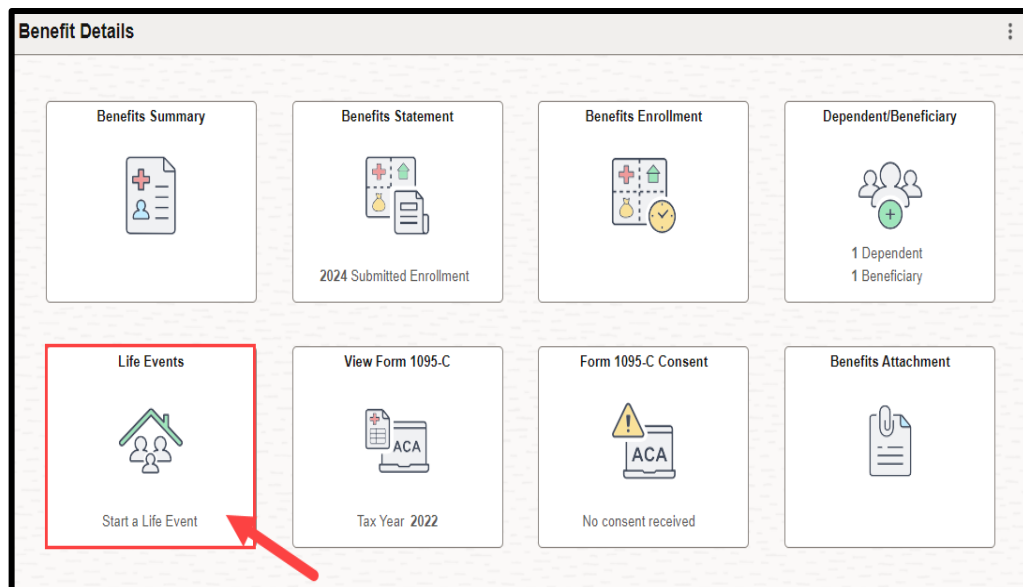 Benefit Details
Benefits Summary
Benefits Statement
2024 Submitted Enrollment
Benefits Enrollment
Dependent/Beneficiary
1 Dependent
1 Beneficiary
Life Events
Start a Life Event
View Form 1095-C
ACA
Tax Year 2022
Form 1095-C Consent
ACA
No consent received
Benefits Attachment